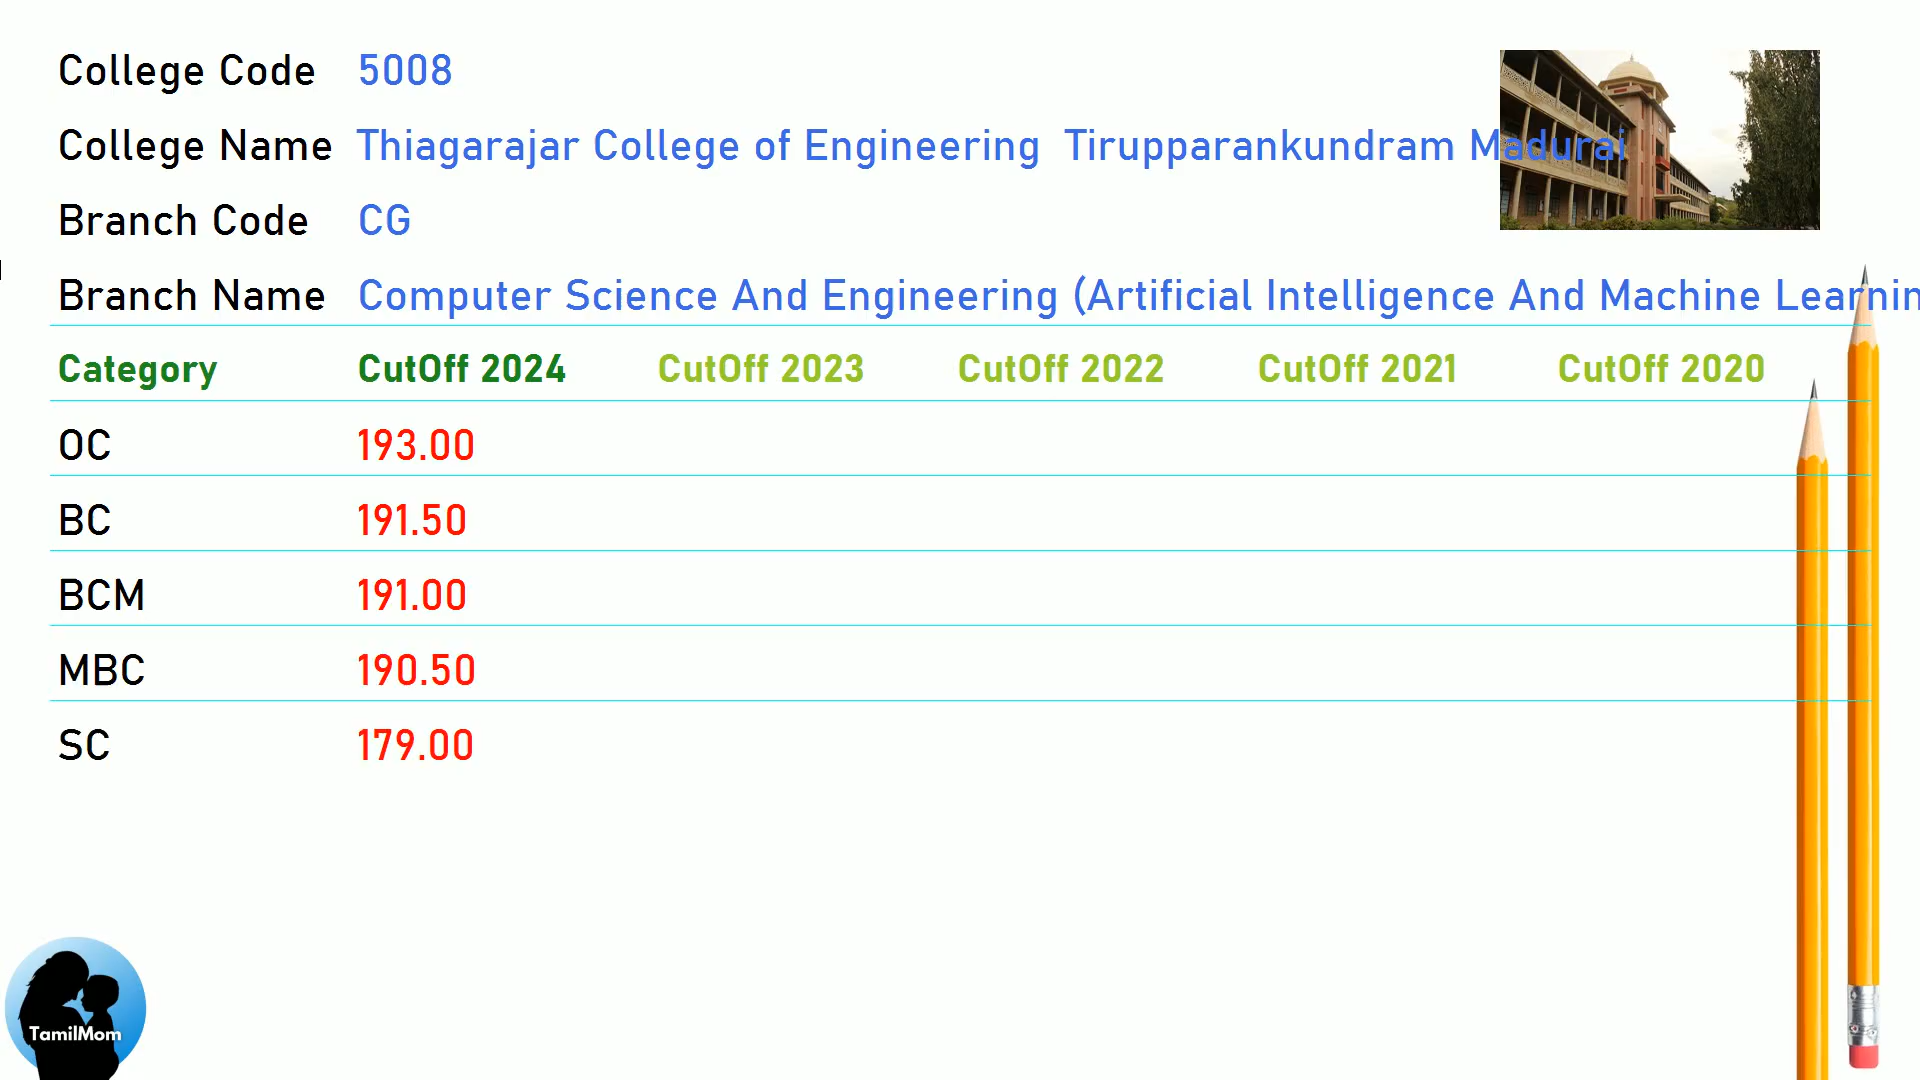 College Code 5008
College Name Thiagarajar College of Engineering Tirupparankundram Madurai
Branch Code CG
Branch Name Computer Science And Engineering (Artificial Intelligence And Machine Learnin
Category CutOff 2024 CutOff 2023 CutOff 2022 CutOff 2021 CutOff 2020
OC 193.00
BC 191.50
BCM 191.00
MBC 190.50
SC 179.00
TamilMom